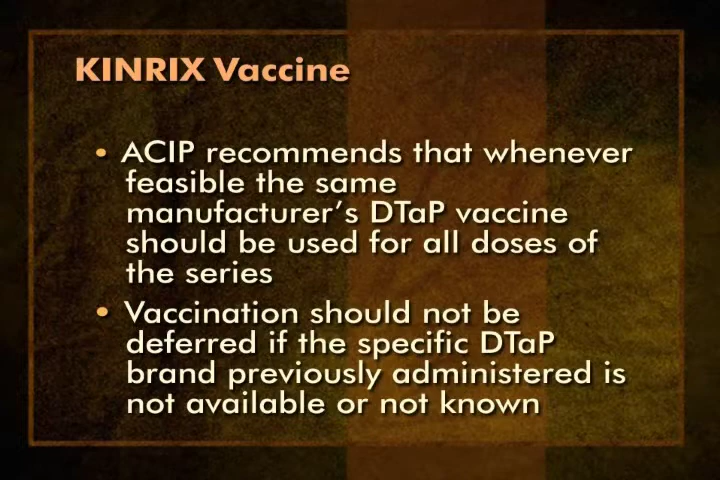 KINRIX Vaccine
• ACIP recommends that whenever
feasible the same
manufacturer’s DTaP vaccine
should be used for all doses of
the series
• Vaccination should not be
deferred if the specific DTaP
brand previously administered is
not available or not known